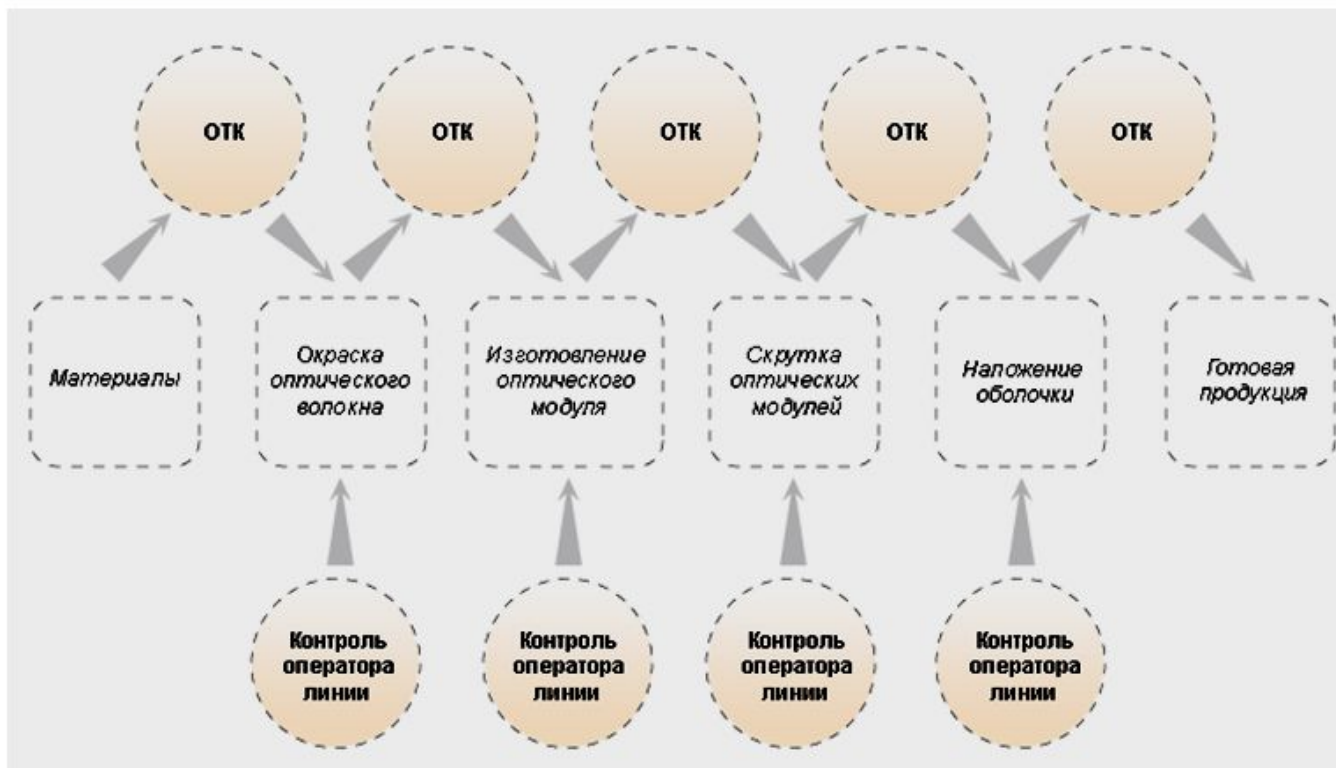 ОТК
ОТК
ОТК
ОТК
ОТК
Материалы
Окраска
оптического
волокна
Изготовление
оптического
модуля
Скрутка
оптических
модулей
Наложение
оболочки
Готовая
продукция
Контроль
оператора
линии
Контроль
оператора
линии
Контроль
оператора
линии
Контроль
оператора
линии